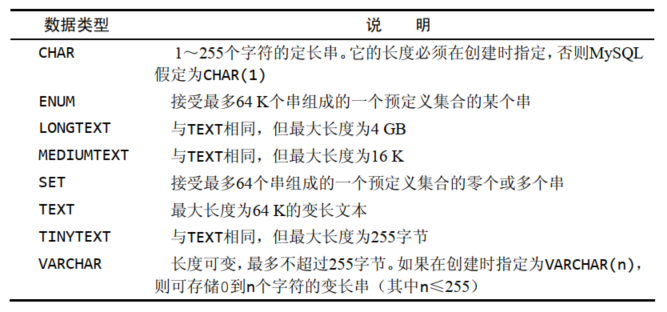 数据类型 说 明
CHAR 1～255个字符的定长串。它的长度必须在创建时指定，否则MySQL
假定为CHAR(1)
ENUM 接受最多64 K个串组成的一个预定义集合的某个串
LONGTEXT 与TEXT相同，但最大长度为4 GB
MEDIUMTEXT 与TEXT相同，但最大长度为16 K
SET 接受最多64个串组成的一个预定义集合的零个或多个串
TEXT 最大长度为64 K的变长文本
TINYTEXT 与TEXT相同，但最大长度为255字节
VARCHAR 长度可变，最多不超过255字节。如果在创建时指定为VARCHAR(n)，
则可存储0到n个字符的变长串（其中n≤255）